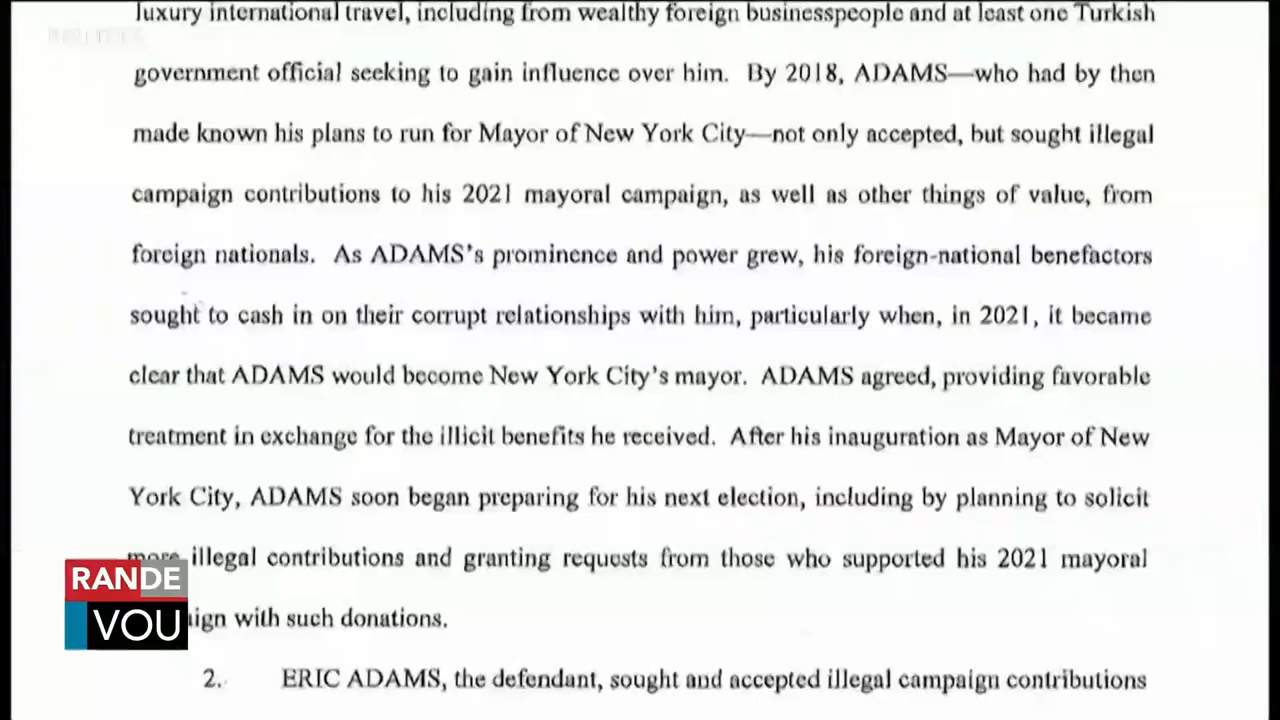 luxury international travel, including from wealthy foreign businesspeople and at least one Turkish
REUTERS
government official seeking to gain influence over him. By 2018, ADAMS—who had by then
made known his plans to run for Mayor of New York City—not only accepted, but sought illegal
campaign contributions to his 2021 mayoral campaign, as well as other things of value, from
foreign nationals. As ADAMS's prominence and power grew, his foreign-national benefactors
sought to cash in on their corrupt relationships with him, particularly when, in 2021, it became
clear that ADAMS would become New York City's mayor. ADAMS agreed, providing favorable
treatment in exchange for the illicit benefits he received. After his inauguration as Mayor of New
York City, ADAMS soon began preparing for his next election, including by planning to solicit
more illegal contributions and granting requests from those who supported his 2021 mayoral
ign with such donations.
RANDE
VOU
2. ERIC ADAMS, the defendant, sought and accepted illegal campaign contributions